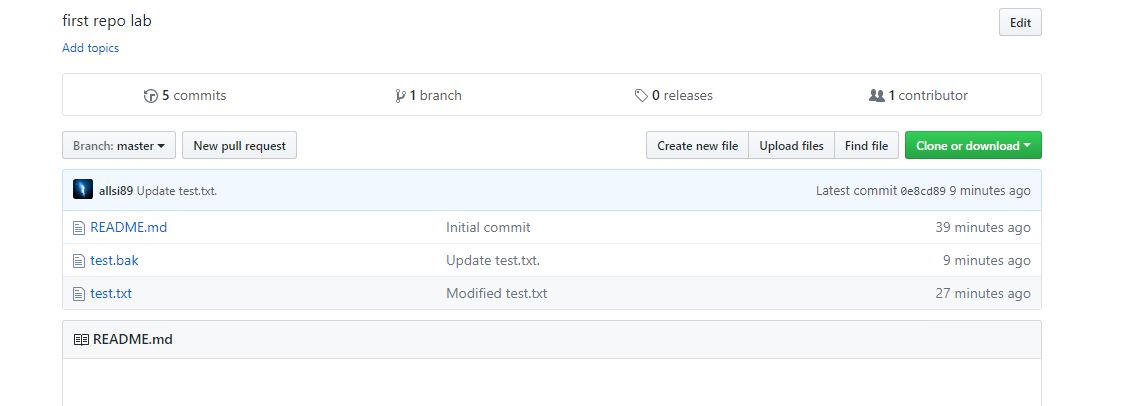 first repo lab
Edit
Add topics
5 commits
1 branch
0 releases
1 contributor
Branch: master
New pull request
Create new file
Upload files
Find file
Clone or download
allsi89 Update test.txt.
Latest commit 0e8cd89 9 minutes ago
README.md Initial commit 39 minutes ago
test.bak Update test.txt. 9 minutes ago
test.txt Modified test.txt 27 minutes ago
README.md